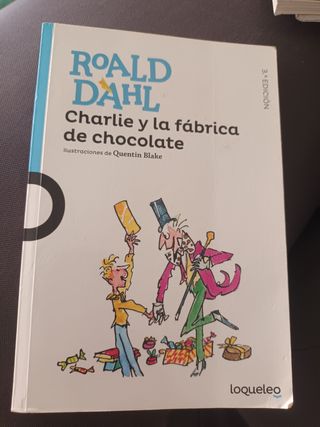 ROALD
DAHL
3.ª EDICIÓN
Charlie y la fábrica
de chocolate
Ilustraciones de Quentin Blake
loqueleo